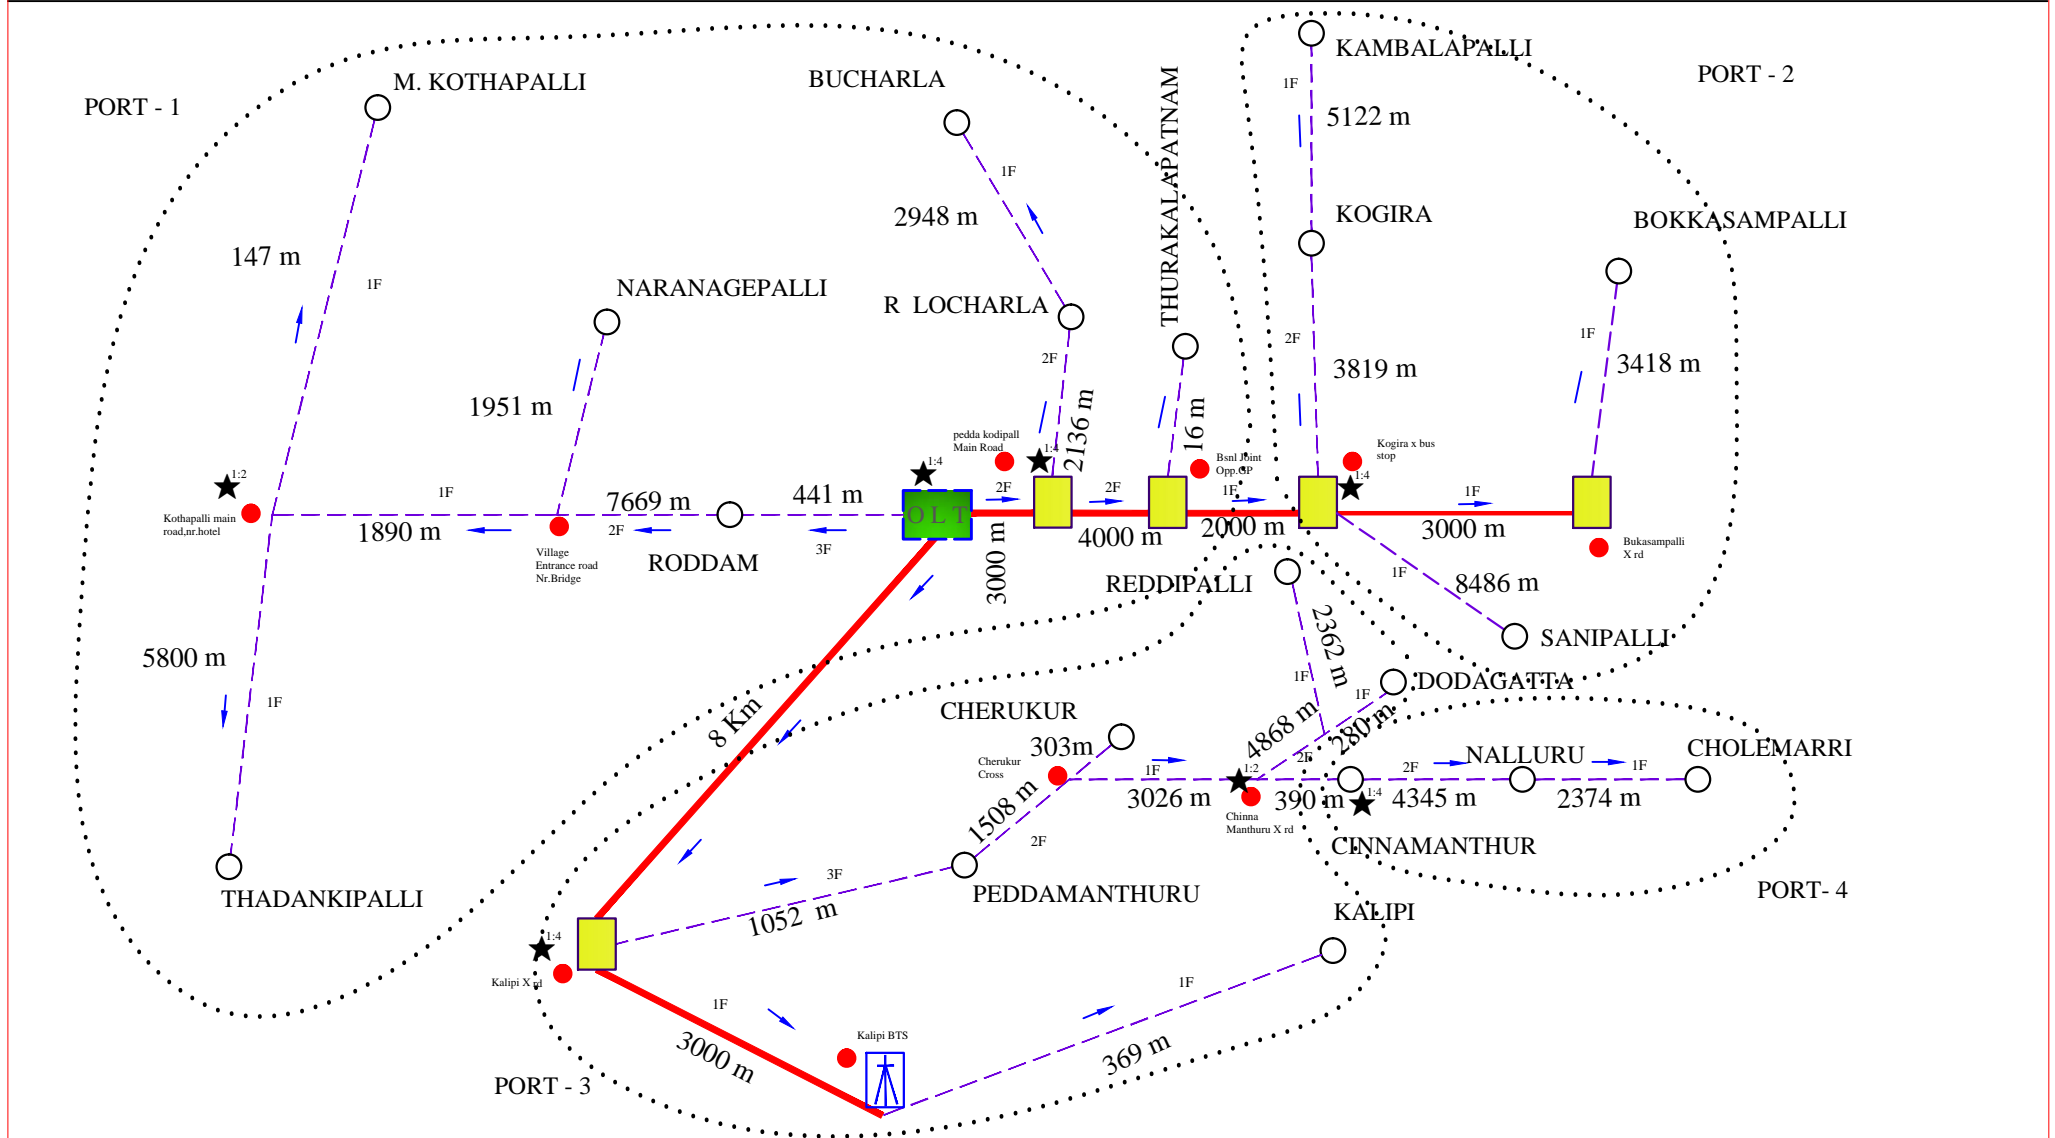 KAMBALAPALLI
PORT - 2
M. KOTHAPALLI
BUCHARLA
PORT - 1
1F
5122 m
THURAKALAPATNAM
1F
2948 m
KOGIRA
BOKKASAMPALLI
147 m
1F
NARANAGEPALLI
R LOCHARLA
2F
2F
1F
3819 m
3418 m
1951 m
2136 m
16 m
pedda kodipall
Main Road
1:4
1:4
Bsnl Joint
Opp.GP
Kogira x bus
stop
1:4
1:2
Kothapalli main
road,nr.hotel
1F
1890 m
7669 m
2F
Village
Entrance road
Nr.Bridge
RODDAM
441 m
3F
OLT
2F
3000 m
2F
4000 m
1F
2000 m
1F
3000 m
Bukasampalli
X rd
REDDIPALLI
1F
8486 m
SANIPALLI
5800 m
1F
2362 m
1F
1F
DODAGATTA
8 Km
CHERUKUR
303m
4868 m
280 m
Cherukur
Cross
1F
3026 m
1:2
2F
390 m
Chinna
Manthuru X rd
1:4
2F
4345 m
NALLURU
1F
2374 m
CHOLEMARRI
1508 m
2F
CINNAMANTHUR
THADANKIPALLI
3F
1052 m
PEDDAMANTHURU
PORT- 4
KALIPI
1:4
Kalipi X rd
1F
3000 m
1F
Kalipi BTS
369 m
PORT - 3